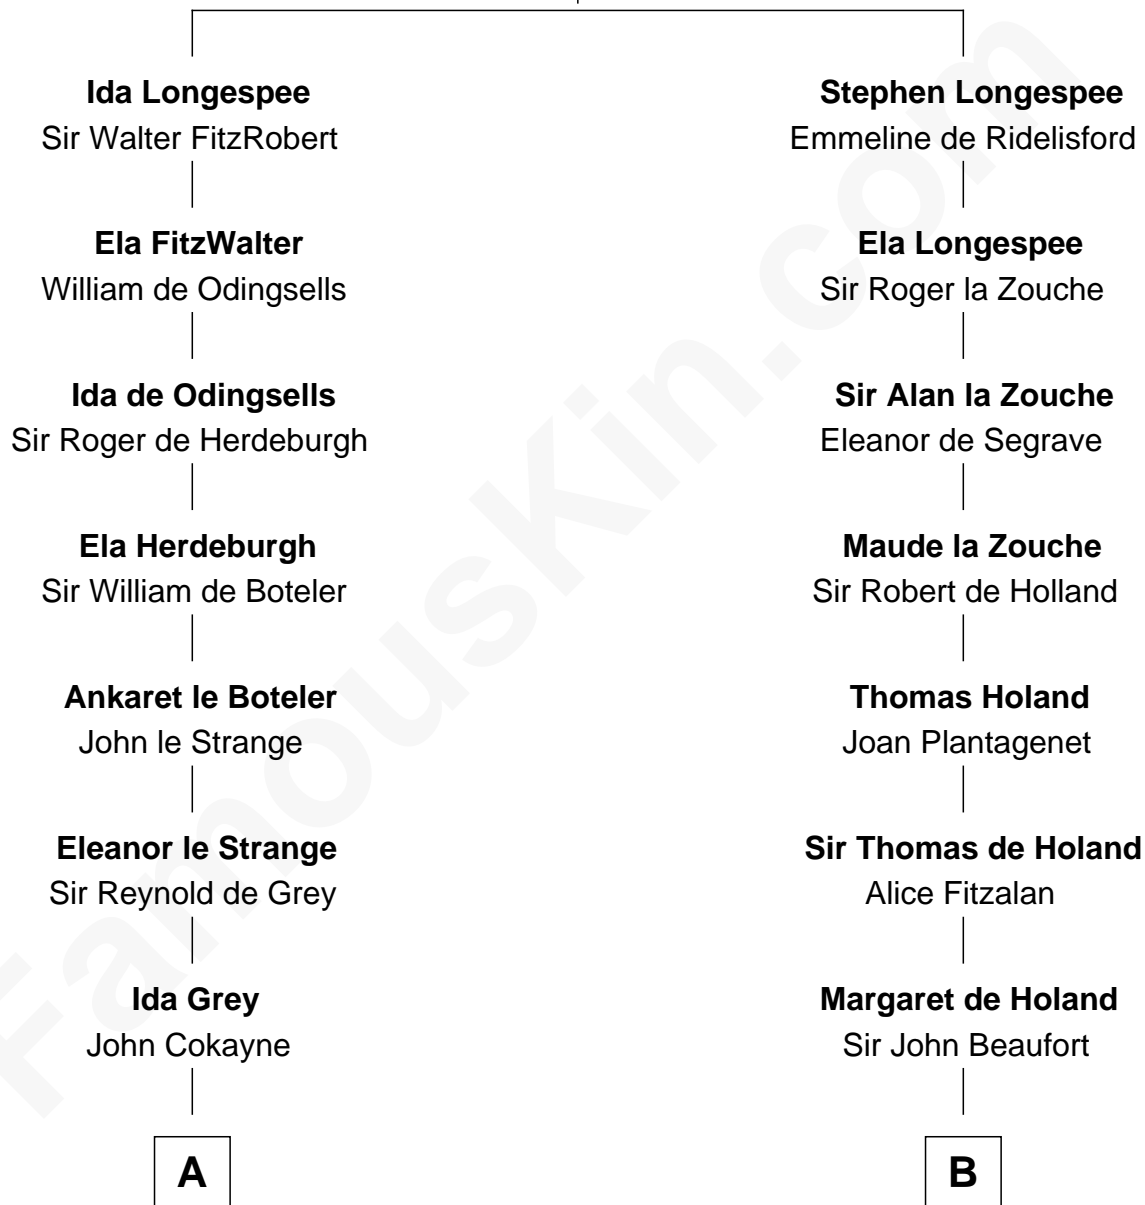 Ida Longespee
Sir Walter FitzRobert
Ela FitzWalter
William de Odingsells
Ida de Odingsells
Sir Roger de Herdeburgh
Ela Herdeburgh
Sir William de Boteler
Ankaret le Boteler
John le Strange
Eleanor le Strange
Sir Reynold de Grey
Ida Grey
John Cokayne
A
Stephen Longespee
Emmeline de Ridelisford
Ela Longespee
Sir Roger la Zouche
Sir Alan la Zouche
Eleanor de Segrave
Maude la Zouche
Sir Robert de Holland
Thomas Holand
Joan Plantagenet
Sir Thomas de Holand
Alice Fitzalan
Margaret de Holand
Sir John Beaufort
B
FamousKin.com